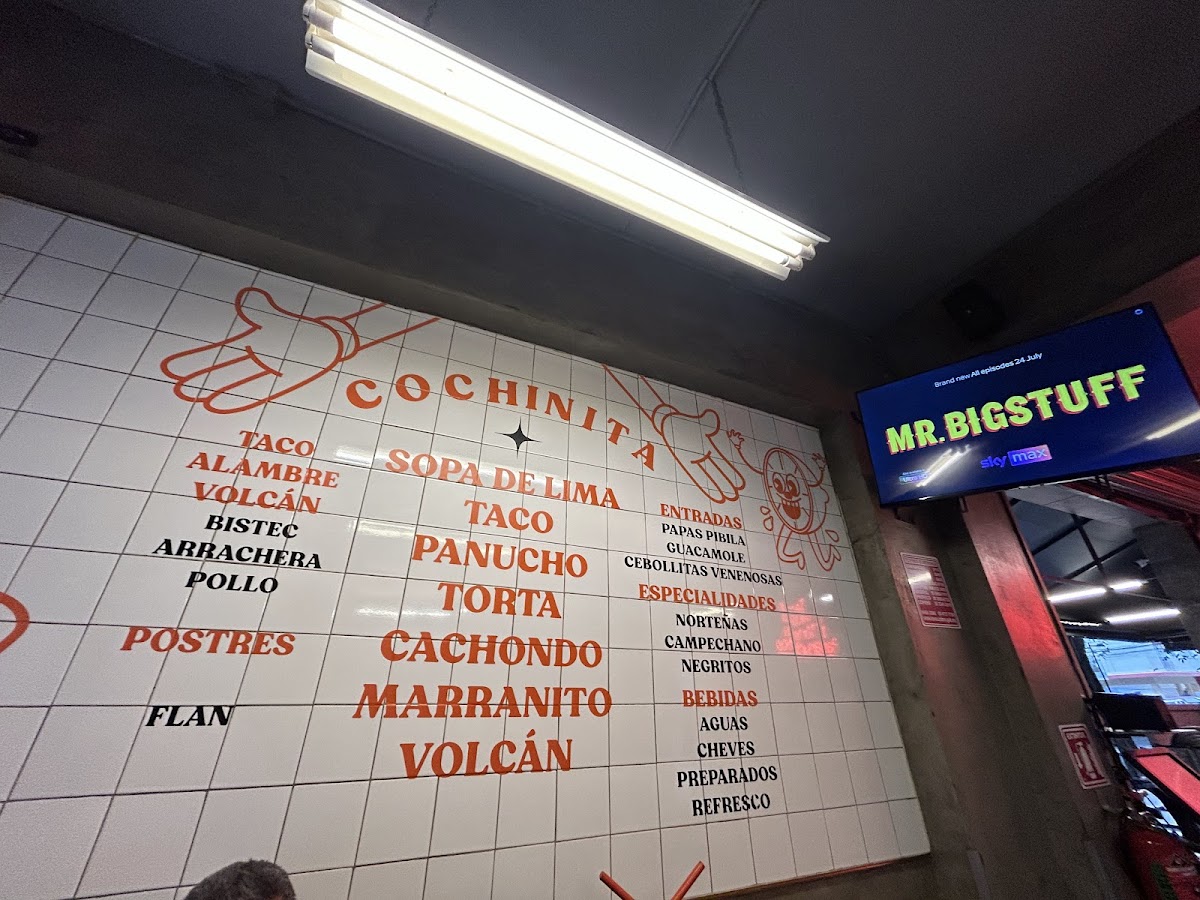 COCHINITA
TACO
ALAMBRE
VOLCÁN
BISTEC
ARRACHERA
POLLO
POSTRES
FLAN
SOPA DE LIMA
TACO
PANUCHO
TORTA
CACHONDO
MARRANITO
VOLCÁN
ENTRADAS
PAPAS PIBILA
GUACAMOLE
CEBOLLITAS VENENOSAS
ESPECIALIDADES
NORTEÑAS
CAMPECHANO
NEGRITOS
BEBIDAS
AGUAS
CHEVES
PREPARADOS
REFRESCO
Brand new All episodes 24 July
MR. BIGSTUFF
sky max